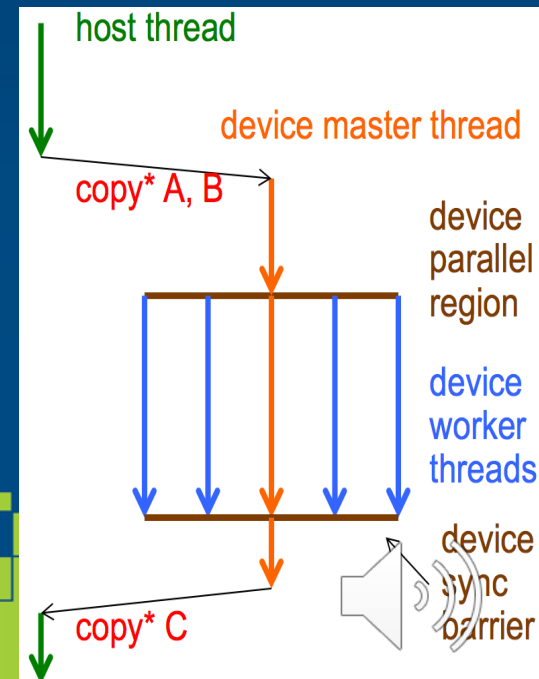 host thread
device master thread
copy* A, B
device
parallel
region
device
worker
threads
device
sync
barrier
copy* C